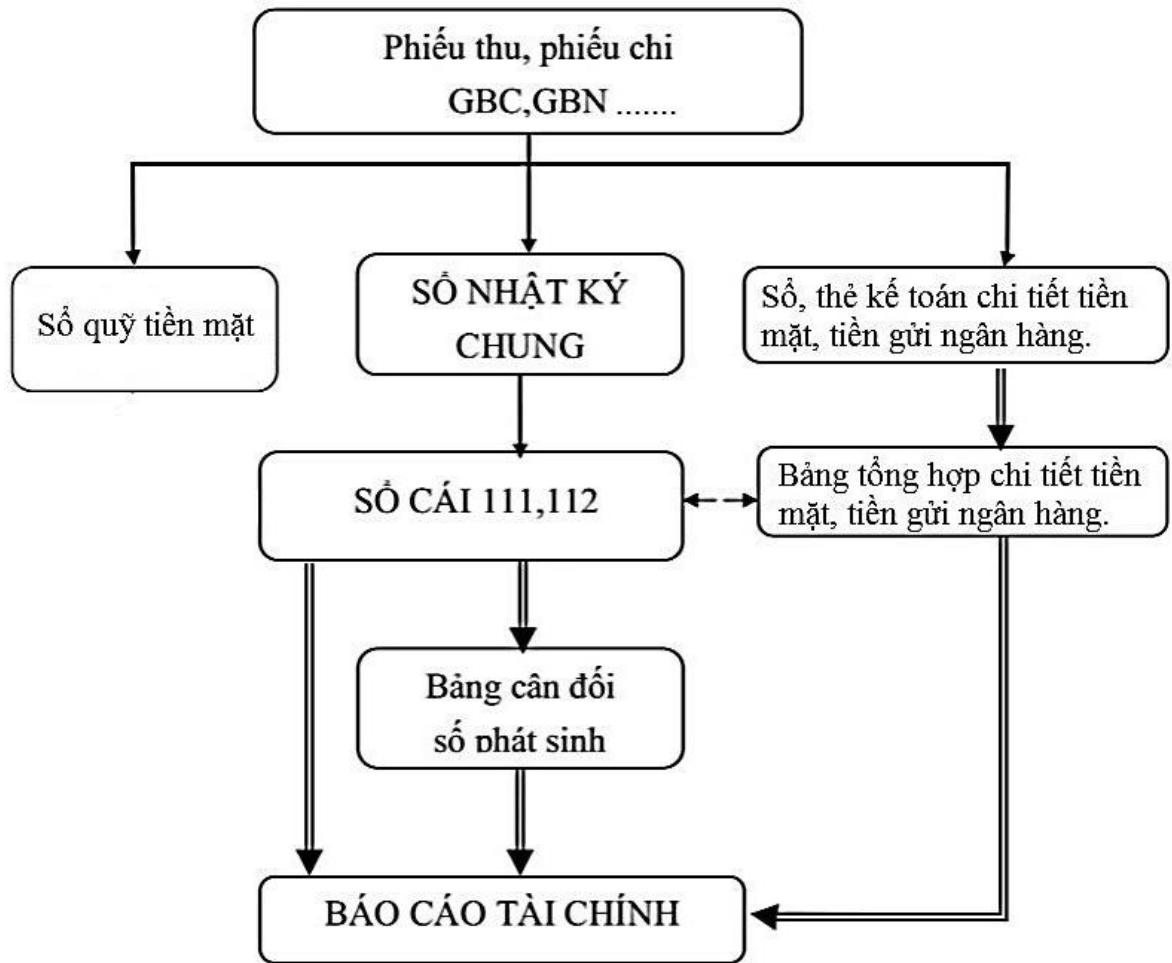 Phiếu thu, phiếu chi
GBC,GBN .......
Sổ quỹ tiền mặt
SỔ NHẬT KÝ
CHUNG
Sổ, thẻ kế toán chi tiết tiền
mặt, tiền gửi ngân hàng.
SỔ CÁI 111,112
Bảng tổng hợp chi tiết tiền
mặt, tiền gửi ngân hàng.
Bảng cân đối
số phát sinh
BÁO CÁO TÀI CHÍNH